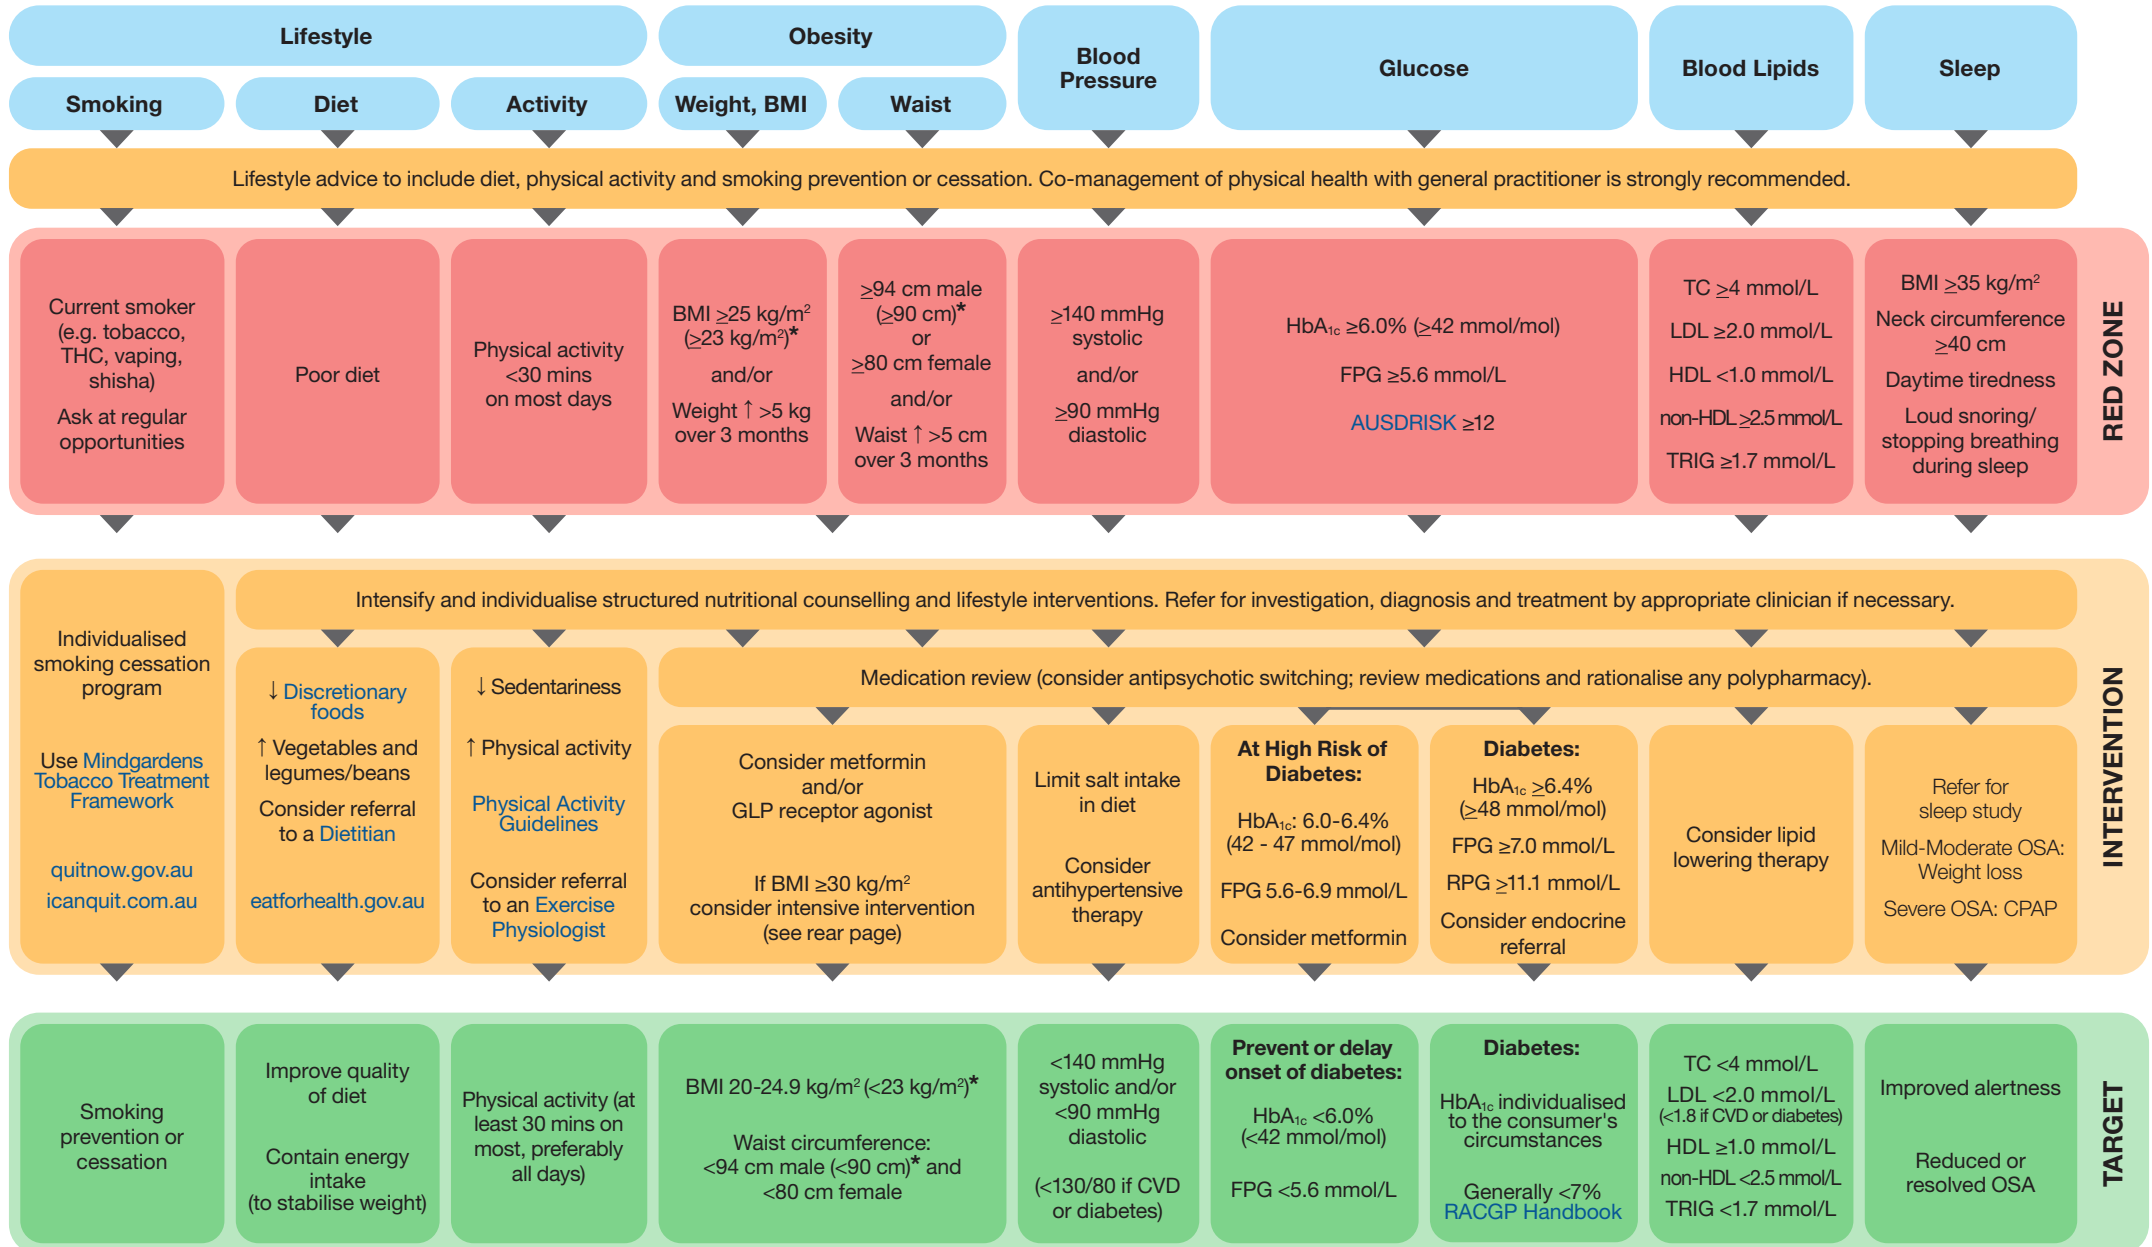 Lifestyle
Obesity
Blood
Pressure
Glucose
Blood Lipids
Sleep
Smoking
Diet
Activity
Weight, BMI
Waist
Lifestyle advice to include diet, physical activity and smoking prevention or cessation. Co-management of physical health with general practitioner is strongly recommended.
Current smoker
(e.g. tobacco,
THC, vaping,
shisha)
Ask at regular
opportunities
Poor diet
Physical activity
<30 mins
on most days
BMI ≥25 kg/m²
(≥23 kg/m²)*
and/or
Weight ↑ >5 kg
over 3 months
≥94 cm male
(≥90 cm)*
or
≥80 cm female
and/or
Waist ↑ >5 cm
over 3 months
≥140 mmHg
systolic
and/or
≥90 mmHg
diastolic
HbA1c ≥6.0% (≥42 mmol/mol)
FPG ≥5.6 mmol/L
AUSDRISK ≥12
TC ≥4 mmol/L
LDL ≥2.0 mmol/L
HDL <1.0 mmol/L
non-HDL ≥2.5 mmol/L
TRIG ≥1.7 mmol/L
BMI ≥35 kg/m²
Neck circumference
≥40 cm
Daytime tiredness
Loud snoring/
stopping breathing
during sleep
RED ZONE
Individualised
smoking cessation
program
Use Mindgardens
Tobacco Treatment
Framework
quitnow.gov.au
icanquit.com.au
Intensify and individualise structured nutritional counselling and lifestyle interventions. Refer for investigation, diagnosis and treatment by appropriate clinician if necessary.
↓ Discretionary
foods
↑ Vegetables and
legumes/beans
Consider referral
to a Dietitian
eatforhealth.gov.au
↓ Sedentariness
↑ Physical activity
Physical Activity
Guidelines
Consider referral
to an Exercise
Physiologist
Medication review (consider antipsychotic switching; review medications and rationalise any polypharmacy).
Consider metformin
and/or
GLP receptor agonist
If BMI ≥30 kg/m²
consider intensive intervention
(see rear page)
Limit salt intake
in diet
Consider
antihypertensive
therapy
At High Risk of
Diabetes:
HbA1c: 6.0-6.4%
(42 - 47 mmol/mol)
FPG 5.6-6.9 mmol/L
Consider metformin
Diabetes:
HbA1c ≥6.4%
(≥48 mmol/mol)
FPG ≥7.0 mmol/L
RPG ≥11.1 mmol/L
Consider endocrine
referral
Consider lipid
lowering therapy
Refer for
sleep study
Mild-Moderate OSA:
Weight loss
Severe OSA: CPAP
INTERVENTION
Smoking
prevention or
cessation
Improve quality
of diet
Contain energy
intake
(to stabilise weight)
Physical activity (at
least 30 mins on
most, preferably
all days)
BMI 20-24.9 kg/m² (<23 kg/m²)*
Waist circumference:
<94 cm male (<90 cm)* and
<80 cm female
<140 mmHg
systolic and/or
<90 mmHg
diastolic
(<130/80 if CVD
or diabetes)
Prevent or delay
onset of diabetes:
HbA1c <6.0%
(<42 mmol/mol)
FPG <5.6 mmol/L
Diabetes:
HbA1c individualised
to the consumer's
circumstances
Generally <7%
RACGP Handbook
TC <4 mmol/L
LDL <2.0 mmol/L
(<1.8 if CVD or diabetes)
HDL ≥1.0 mmol/L
non-HDL <2.5 mmol/L
TRIG <1.7 mmol/L
Improved alertness
Reduced or
resolved OSA
TARGET